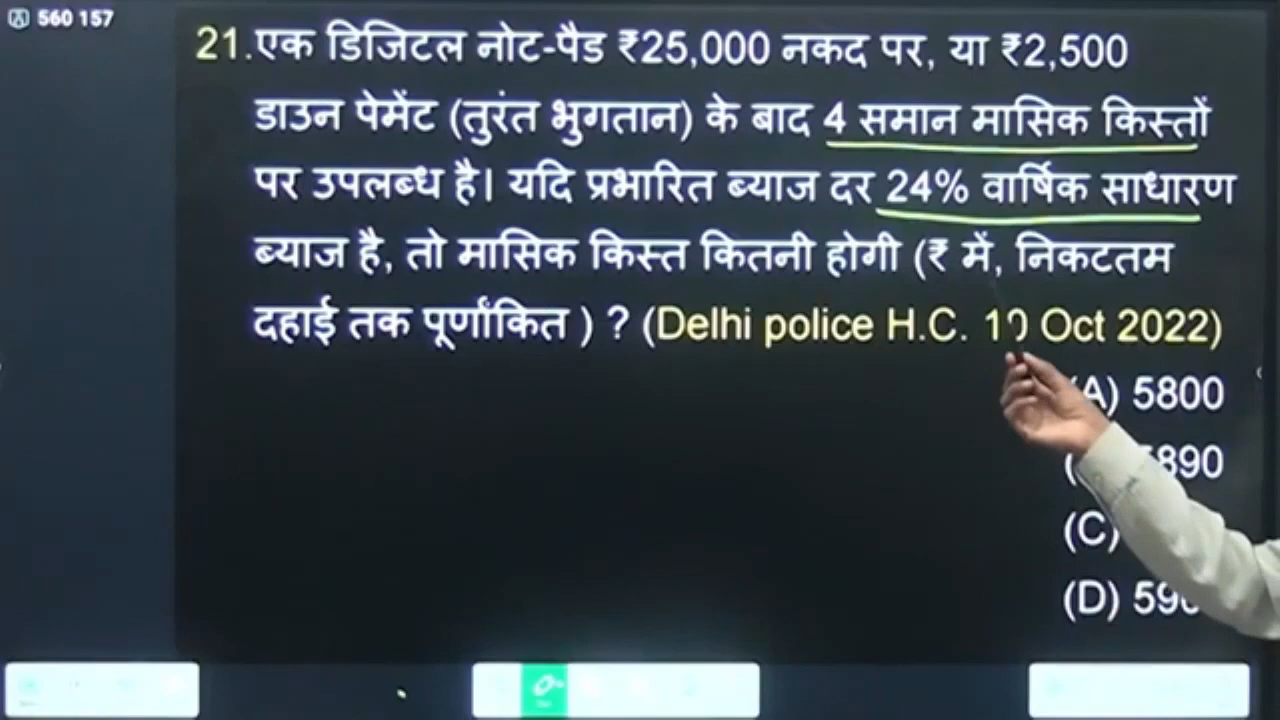 560 157
21.एक डिजिटल नोट-पैड ₹25,000 नकद पर, या ₹2,500
डाउन पेमेंट (तुरंत भुगतान) के बाद 4 समान मासिक किस्तों
पर उपलब्ध है। यदि प्रभारित ब्याज दर 24% वार्षिक साधारण
ब्याज है, तो मासिक किस्त कितनी होगी (₹ में, निकटतम
दहाई तक पूर्णांकित ) ? (Delhi police H.C. Oct 2022)
(A) 5800
890
(C)
(D)